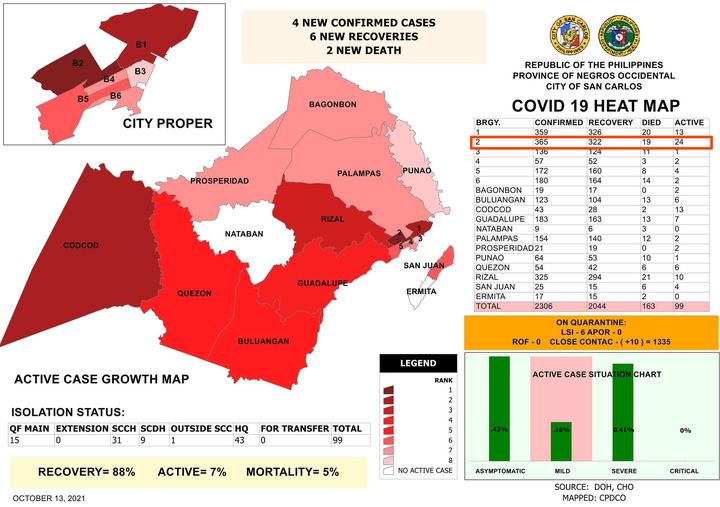 4 NEW CONFIRMED CASES
6 NEW RECOVERIES
2 NEW DEATH
B1
B2
B3
B4
B5
B6
CITY PROPER
REPUBLIC OF THE PHILIPPINES
PROVINCE OF NEGROS OCCIDENTAL
CITY OF SAN CARLOS
COVID 19 HEAT MAP
BRGY. CONFIRMED RECOVERY DIED ACTIVE
1 359 326 20 13
2 365 322 19 24
3 136 124 11 1
4 57 52 3 2
5 172 160 8 4
6 180 164 14 2
BAGONBON 19 17 0 2
BULUANGAN 123 104 13 6
CODCOD 43 28 2 13
GUADALUPE 183 163 13 7
NATABAN 9 6 3 0
PALAMPAS 154 140 12 2
PROSPERIDAD 21 19 0 2
PUNAO 64 53 10 1
QUEZON 54 42 6 6
RIZAL 325 294 21 10
SAN JUAN 25 15 6 4
ERMITA 17 15 2 0
TOTAL 2306 2044 163 99
BAGONBON
PUNAO
PALAMPAS
PROSPERIDAD
RIZAL
NATABAN
1
2
3
4
5
CODCOD
SAN JUAN
GUADALUPE
ERMITA
QUEZON
BULUANGAN
ON QUARANTINE:
LSI - 6 APOR - 0
ROF - 0 CLOSE CONTAC - ( +10 ) = 1335
ACTIVE CASE GROWTH MAP
LEGEND
RANK
1
2
3
4
5
6
7
8
NO ACTIVE CASE
ACTIVE CASE SITUATION CHART
.43%
.16%
0.41%
0%
ASYMPTOMATIC MILD SEVERE CRITICAL
ISOLATION STATUS:
QF MAIN EXTENSION SCCH SCDH OUTSIDE SCC HQ FOR TRANSFER TOTAL
15 0 31 9 1 43 0 99
RECOVERY= 88% ACTIVE= 7% MORTALITY= 5%
OCTOBER 13, 2021
SOURCE: DOH, CHO
MAPPED: CPDCO